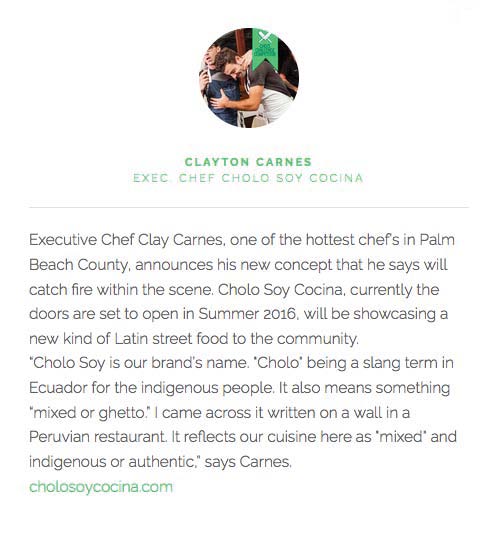 CLAYTON CARNES
EXEC. CHEF CHOLO SOY COCINA
Executive Chef Clay Carnes, one of the hottest chef's in Palm
Beach County, announces his new concept that he says will
catch fire within the scene. Cholo Soy Cocina, currently the
doors are set to open in Summer 2016, will be showcasing a
new kind of Latin street food to the community.
"Cholo Soy is our brand's name. "Cholo" being a slang term in
Ecuador for the indigenous people. It also means something
"mixed or ghetto." I came across it written on a wall in a
Peruvian restaurant. It reflects our cuisine here as "mixed" and
indigenous or authentic," says Carnes.
cholosoycocina.com